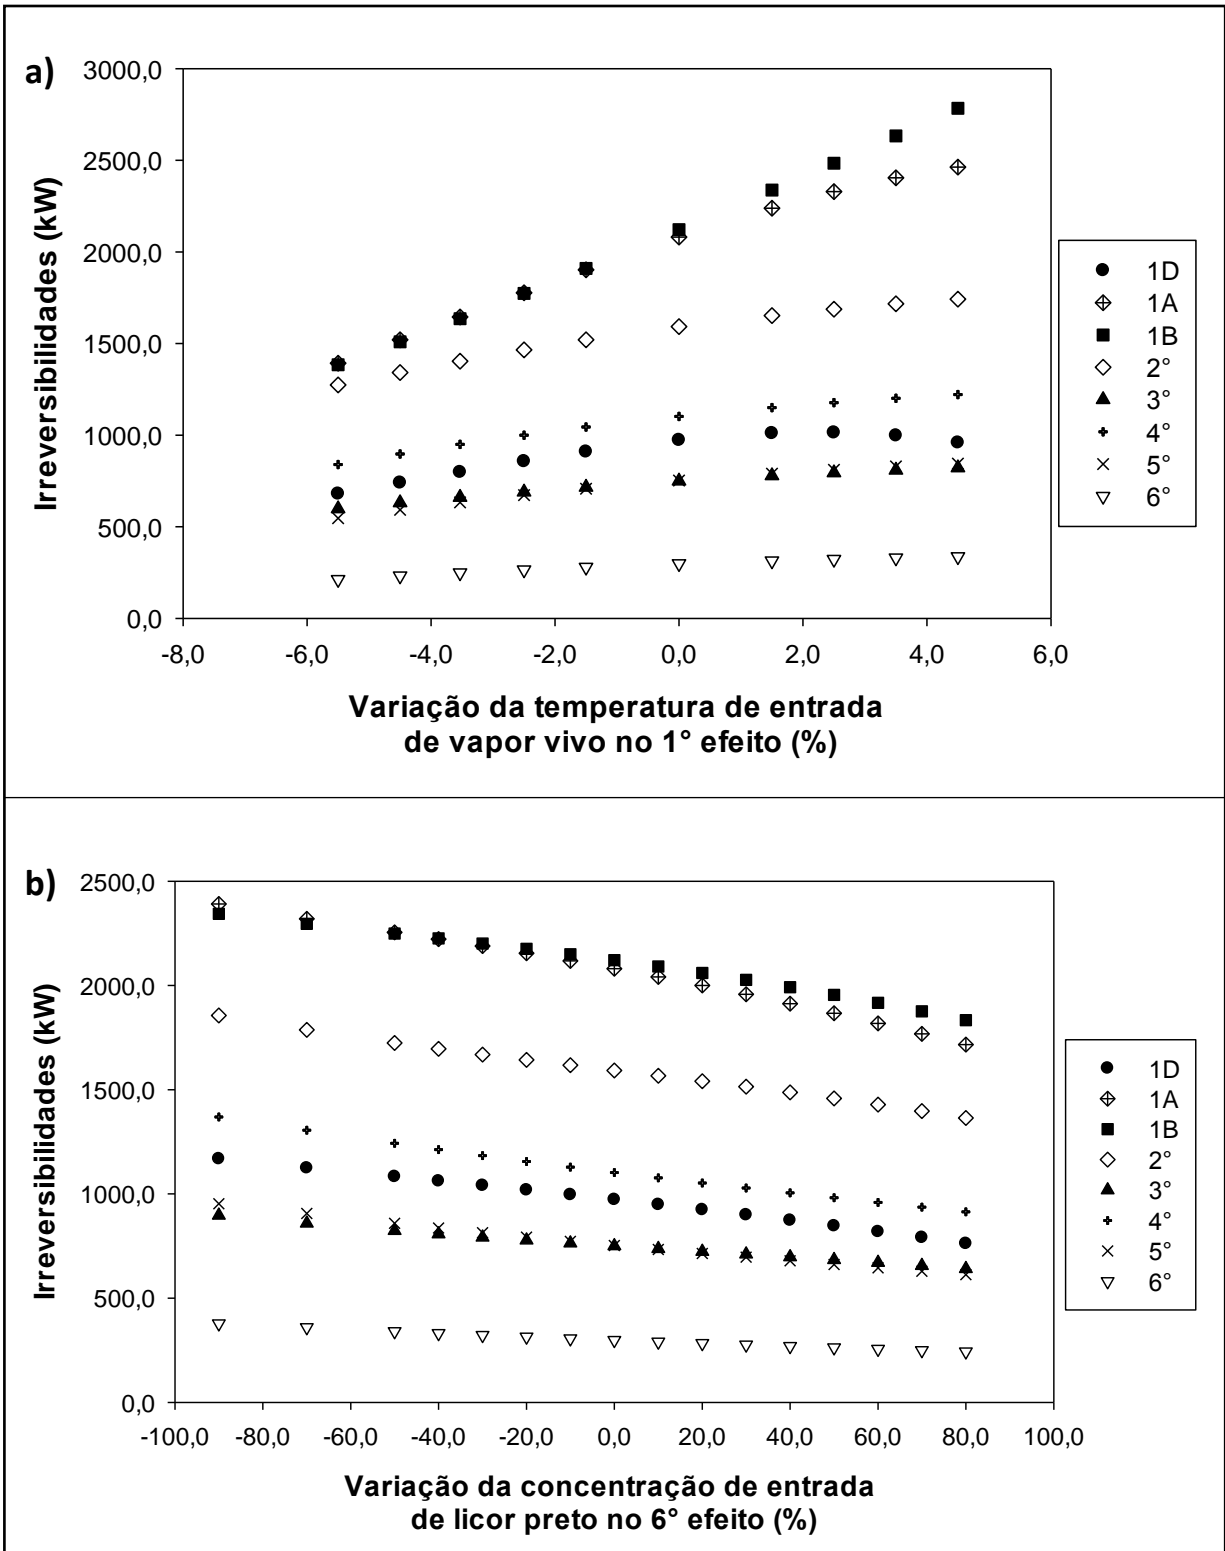 a)
3000,0
2500,0
2000,0
1500,0
1000,0
500,0
0,0
Irreversibilidades (kW)
-8,0 -6,0 -4,0 -2,0 0,0 2,0 4,0 6,0
Variação da temperatura de entrada
de vapor vivo no 1° efeito (%)
1D
1A
1B
2°
3°
4°
5°
6°
b)
2500,0
2000,0
1500,0
1000,0
500,0
0,0
Irreversibilidades (kW)
-100,0 -80,0 -60,0 -40,0 -20,0 0,0 20,0 40,0 60,0 80,0 100,0
Variação da concentração de entrada
de licor preto no 6° efeito (%)
1D
1A
1B
2°
3°
4°
5°
6°